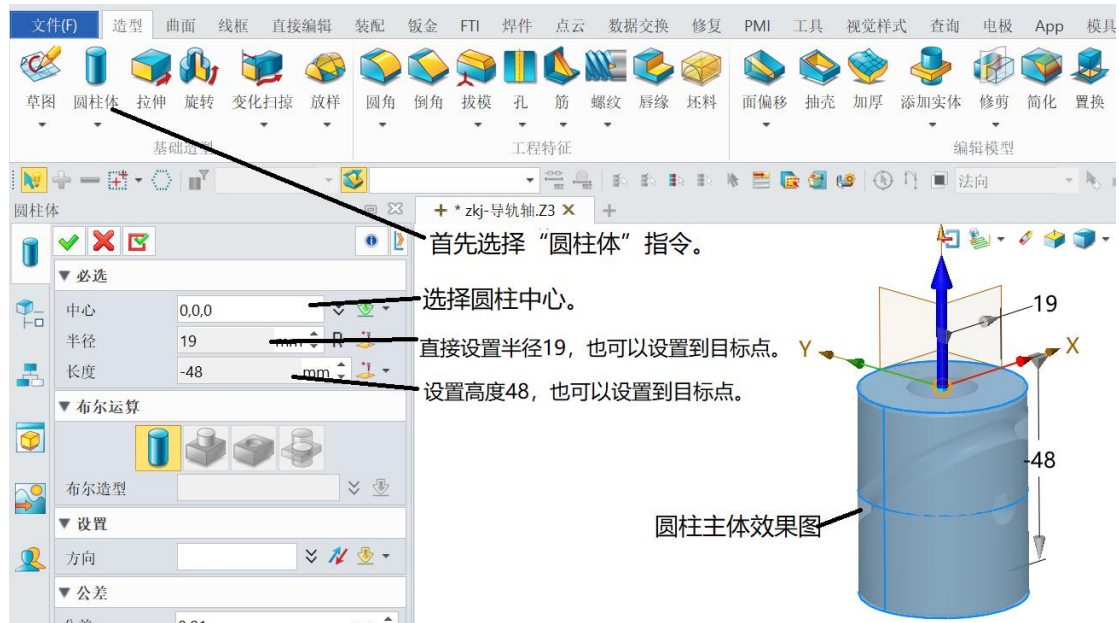 文件(F) 造型 曲面 线框 直接编辑 装配 钣金 FTI 焊件 点云 数据交换 修复 PMI 工具 视觉样式 查询 电极 App 模具
草图 圆柱体 拉伸 旋转 变化扫掠 放样 圆角 倒角 拔模 孔 筋 螺纹 唇缘 坯料 面偏移 抽壳 加厚 添加实体 修剪 简化 置换
基础造型 工程特征 编辑模型
法向
圆柱体 * zkj-导轨轴.Z3
首先选择“圆柱体”指令。
▼ 必选
中心 0,0,0
选择圆柱中心。
19
半径 19 mm R
直接设置半径19，也可以设置到目标点。
Y
X
长度 -48 mm
设置高度48，也可以设置到目标点。
▼ 布尔运算
-48
布尔造型
圆柱主体效果图
▼ 设置
方向
▼ 公差